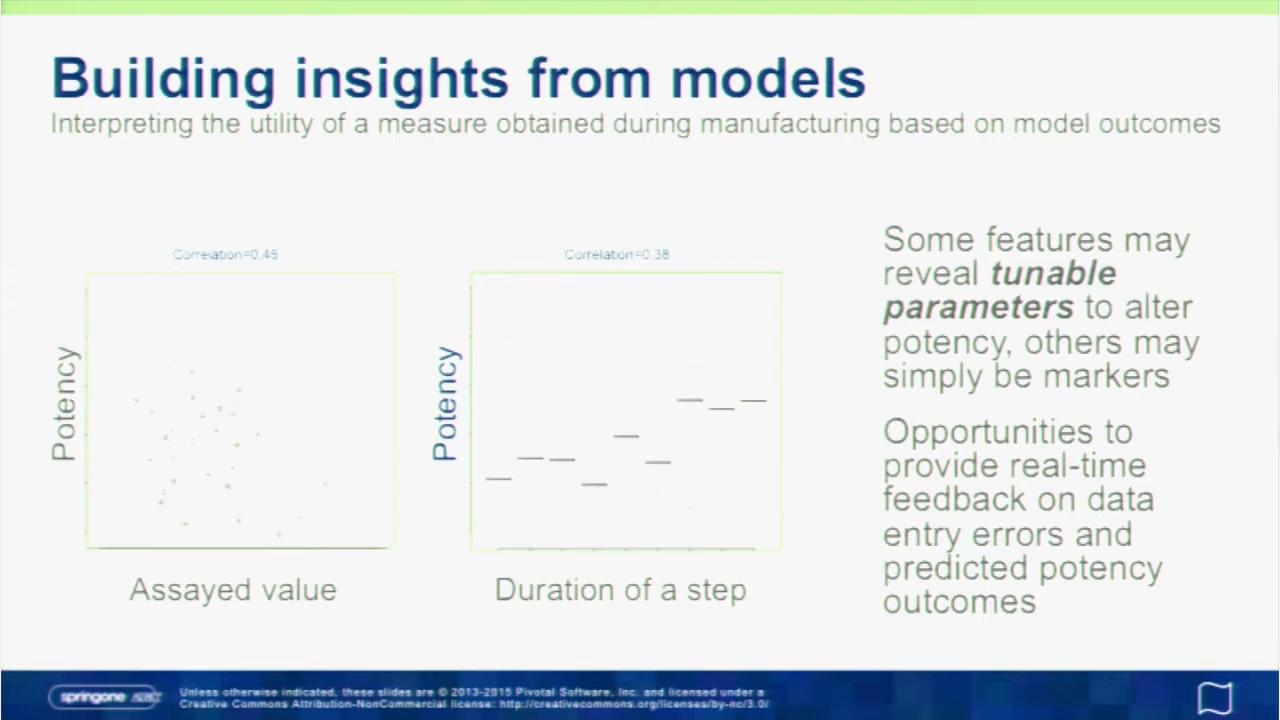 Building insights from models
Interpreting the utility of a measure obtained during manufacturing based on model outcomes
Correlation=0.45
Correlation=0.38
Potency
Potency
Assayed value
Duration of a step
Some features may
reveal tunable
parameters to alter
potency, others may
simply be markers
Opportunities to
provide real-time
feedback on data
entry errors and
predicted potency
outcomes
springone
Unless otherwise indicated, these slides are © 2013-2015 Pivotal Software, Inc. and licensed under a
Creative Commons Attribution-NonCommercial license: http://creativecommons.org/licenses/by-nc/3.0/